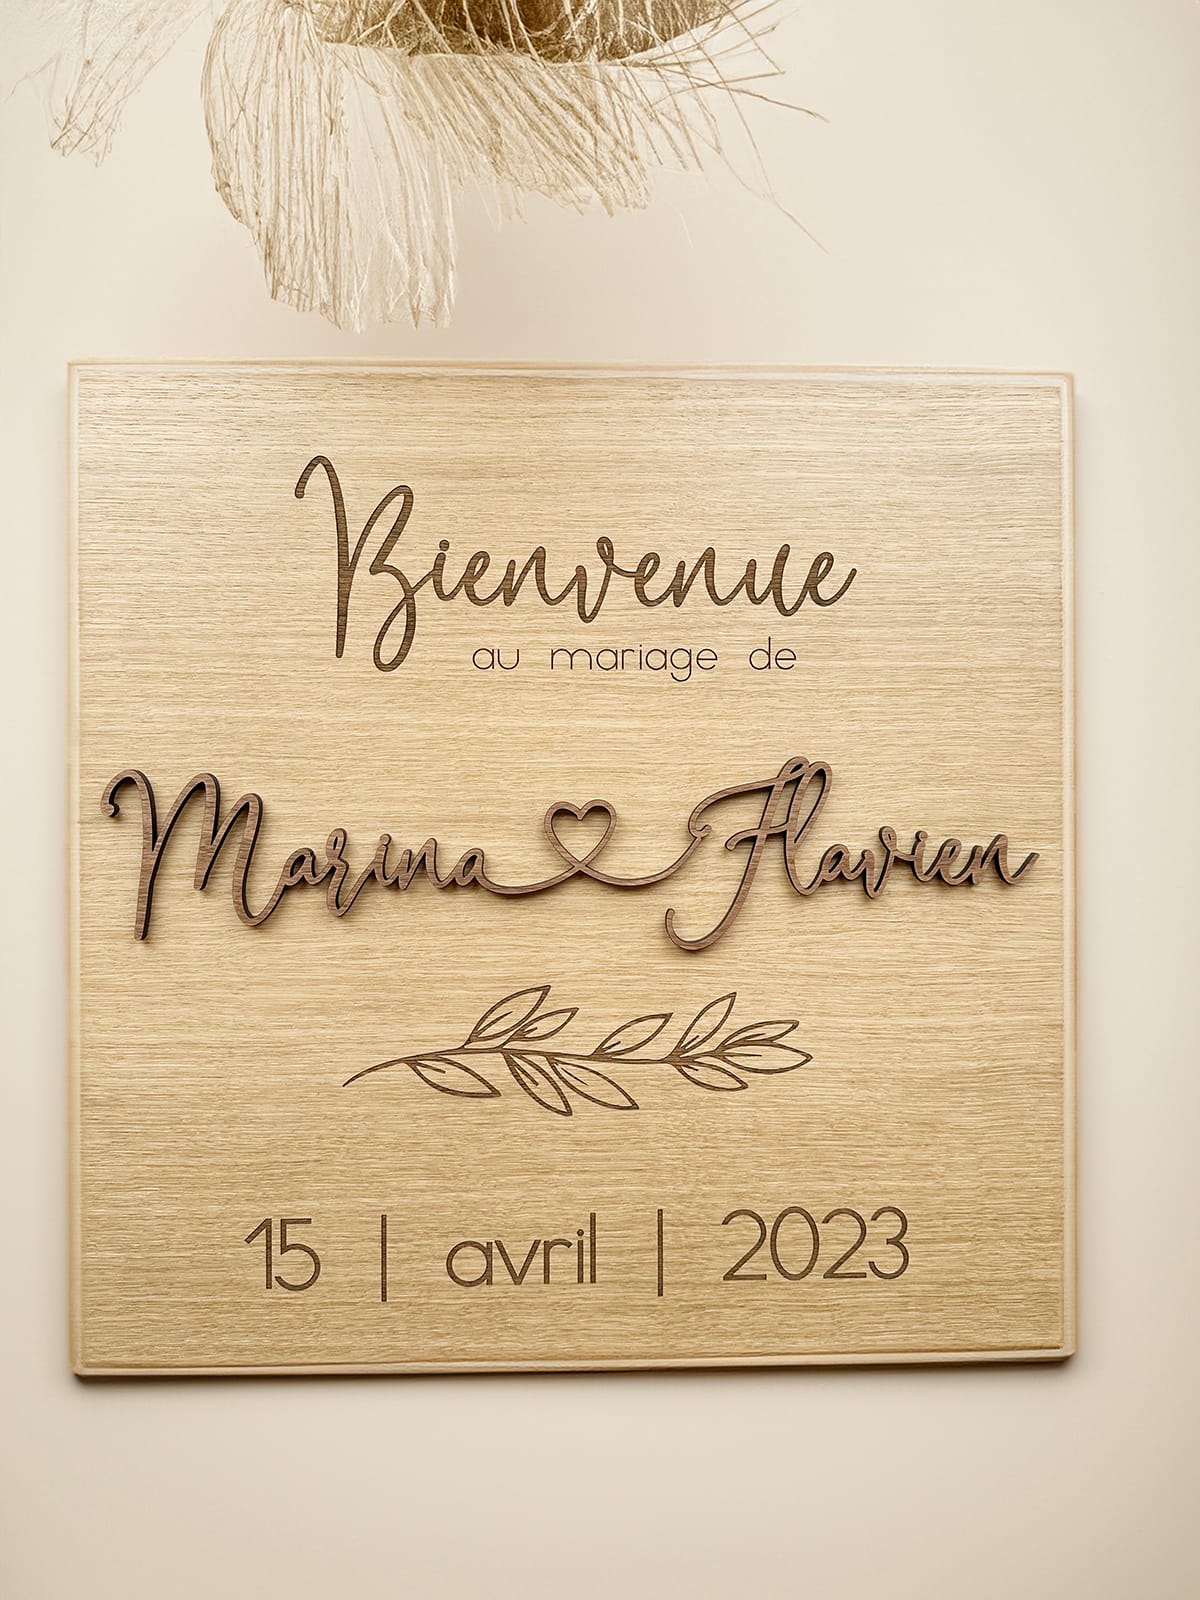 Bienvenue
au mariage de
Marina Flavien
15 | avril | 2023